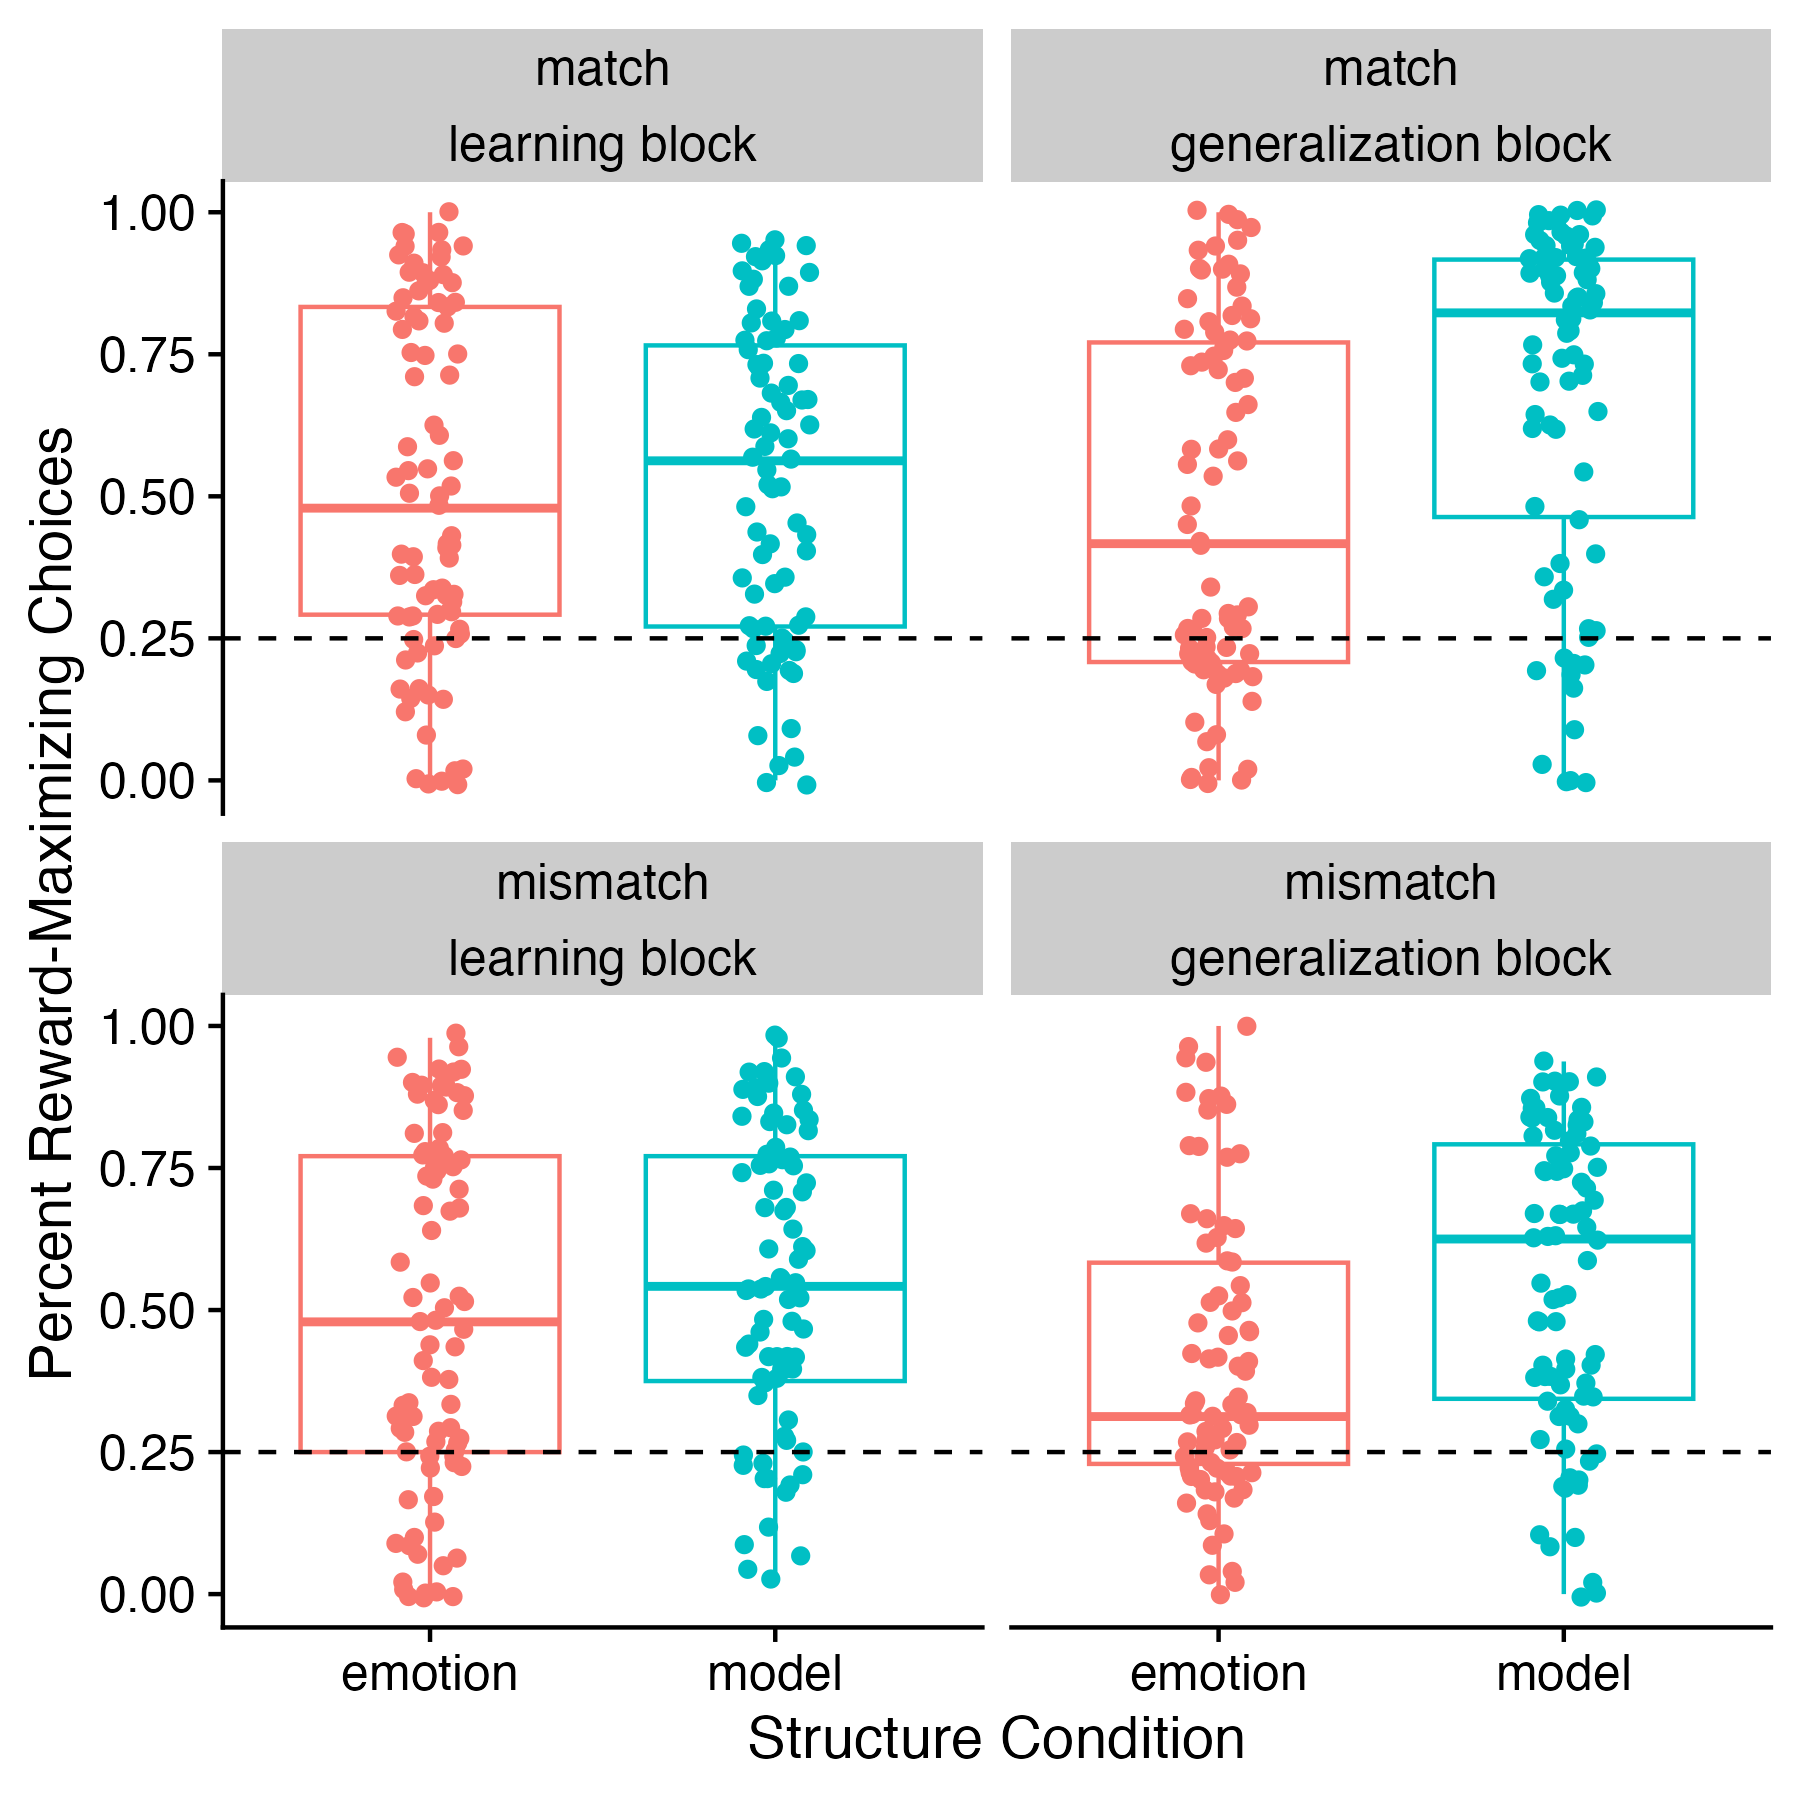 match
learning block
match
generalization block
1.00
0.75
0.50
0.25
0.00
mismatch
learning block
mismatch
generalization block
1.00
0.75
0.50
0.25
0.00
emotion
model
emotion
model
Structure Condition
Percent Reward-Maximizing Choices